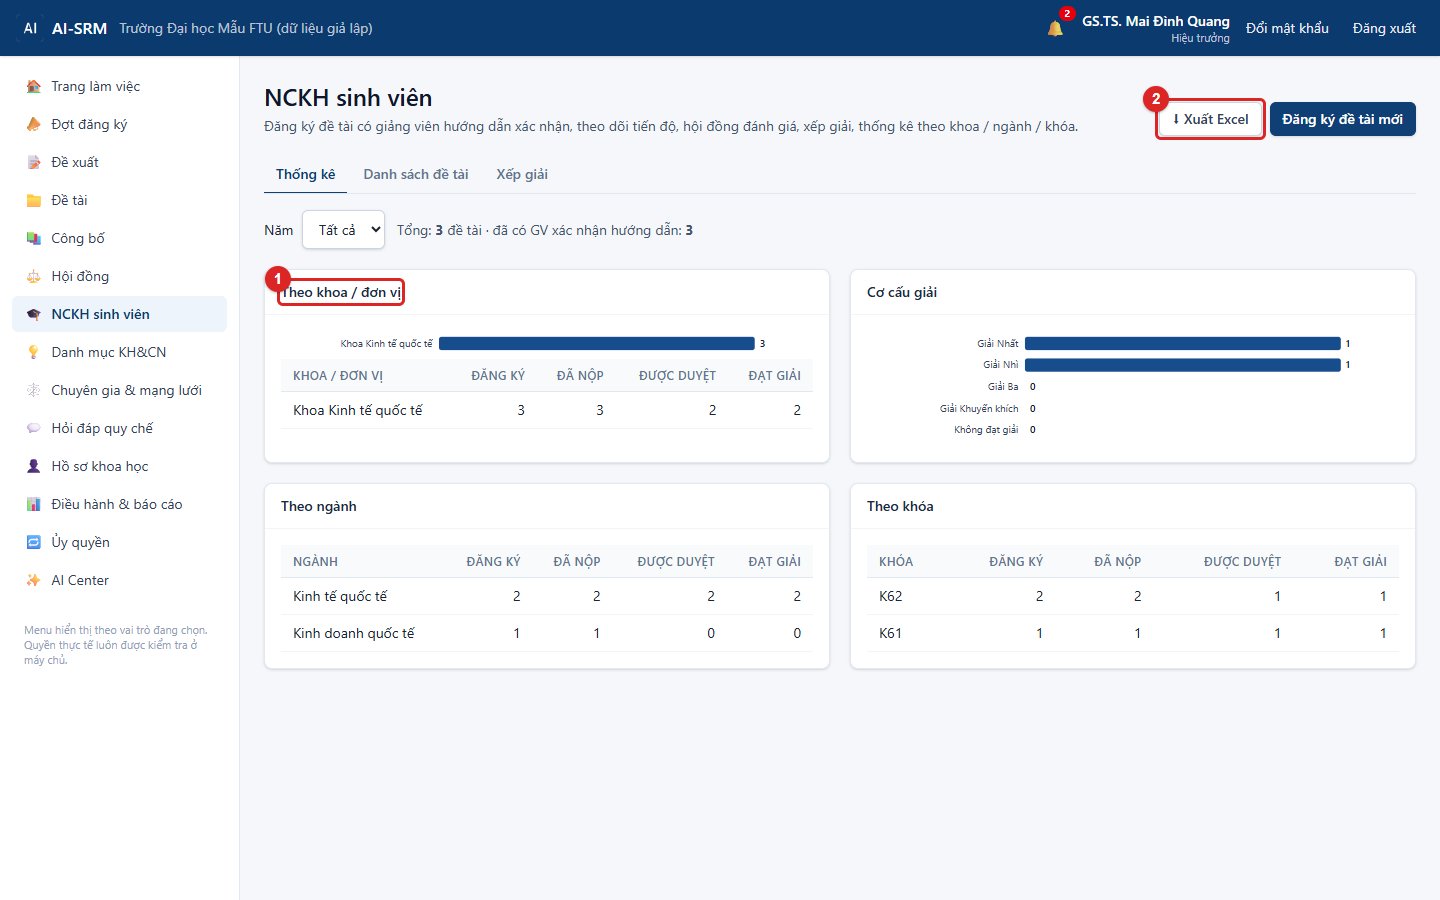 AI AI-SRM Trường Đại học Mẫu FTU (dữ liệu giả lập)
2
GS.TS. Mai Đình Quang
Hiệu trưởng
Đổi mật khẩu
Đăng xuất
Trang làm việc
Đợt đăng ký
Đề xuất
Đề tài
Công bố
Hội đồng
NCKH sinh viên
Danh mục KH&CN
Chuyên gia & mạng lưới
Hỏi đáp quy chế
Hồ sơ khoa học
Điều hành & báo cáo
Ủy quyền
AI Center
Menu hiển thị theo vai trò đang chọn.
Quyền thực tế luôn được kiểm tra ở
máy chủ.
NCKH sinh viên
Đăng ký đề tài có giảng viên hướng dẫn xác nhận, theo dõi tiến độ, hội đồng đánh giá, xếp giải, thống kê theo khoa / ngành / khóa.
2
⬇ Xuất Excel
Đăng ký đề tài mới
Thống kê Danh sách đề tài Xếp giải
Năm Tất cả Tổng: 3 đề tài · đã có GV xác nhận hướng dẫn: 3
1
Theo khoa / đơn vị
Khoa Kinh tế quốc tế 3
KHOA / ĐƠN VỊ ĐĂNG KÝ ĐÃ NỘP ĐƯỢC DUYỆT ĐẠT GIẢI
Khoa Kinh tế quốc tế 3 3 2 2
Cơ cấu giải
Giải Nhất 1
Giải Nhì 1
Giải Ba 0
Giải Khuyến khích 0
Không đạt giải 0
Theo ngành
NGÀNH ĐĂNG KÝ ĐÃ NỘP ĐƯỢC DUYỆT ĐẠT GIẢI
Kinh tế quốc tế 2 2 2 2
Kinh doanh quốc tế 1 1 0 0
Theo khóa
KHÓA ĐĂNG KÝ ĐÃ NỘP ĐƯỢC DUYỆT ĐẠT GIẢI
K62 2 2 1 1
K61 1 1 1 1